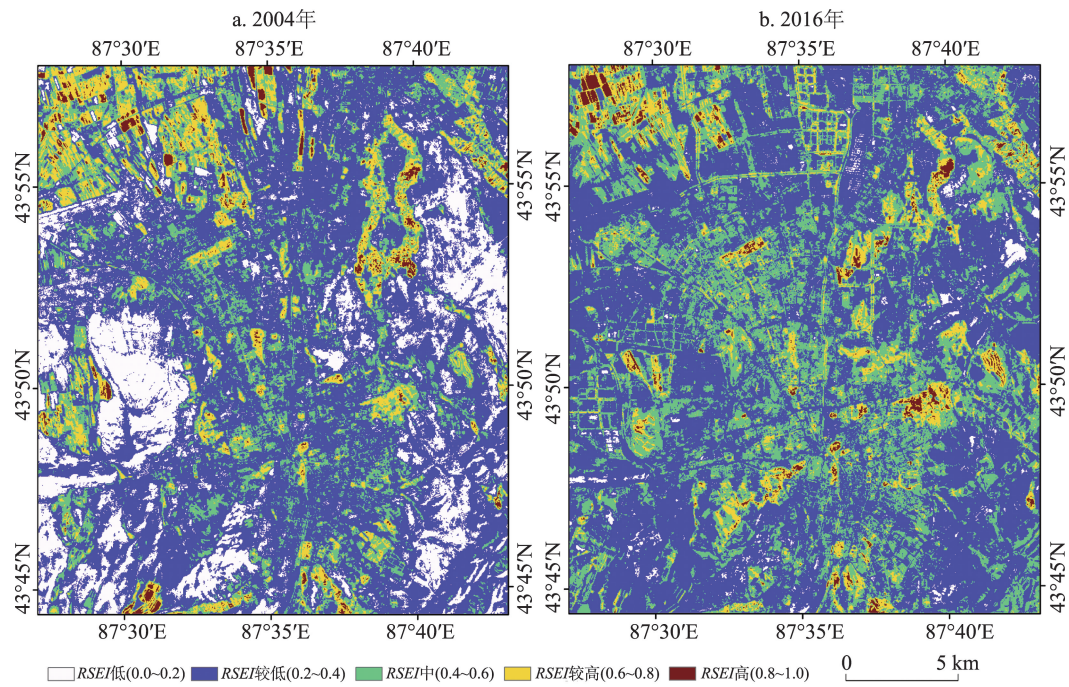 a. 2004年
b. 2016年
87°30′E 87°35′E 87°40′E
87°30′E 87°35′E 87°40′E
43°55′N
43°50′N
43°45′N
43°55′N
43°50′N
43°45′N
43°55′N
43°50′N
43°45′N
43°55′N
43°50′N
43°45′N
87°30′E 87°35′E 87°40′E
87°30′E 87°35′E 87°40′E
RSEI低(0.0~0.2) RSEI较低(0.2~0.4) RSEI中(0.4~0.6) RSEI较高(0.6~0.8) RSEI高(0.8~1.0)
0 5 km